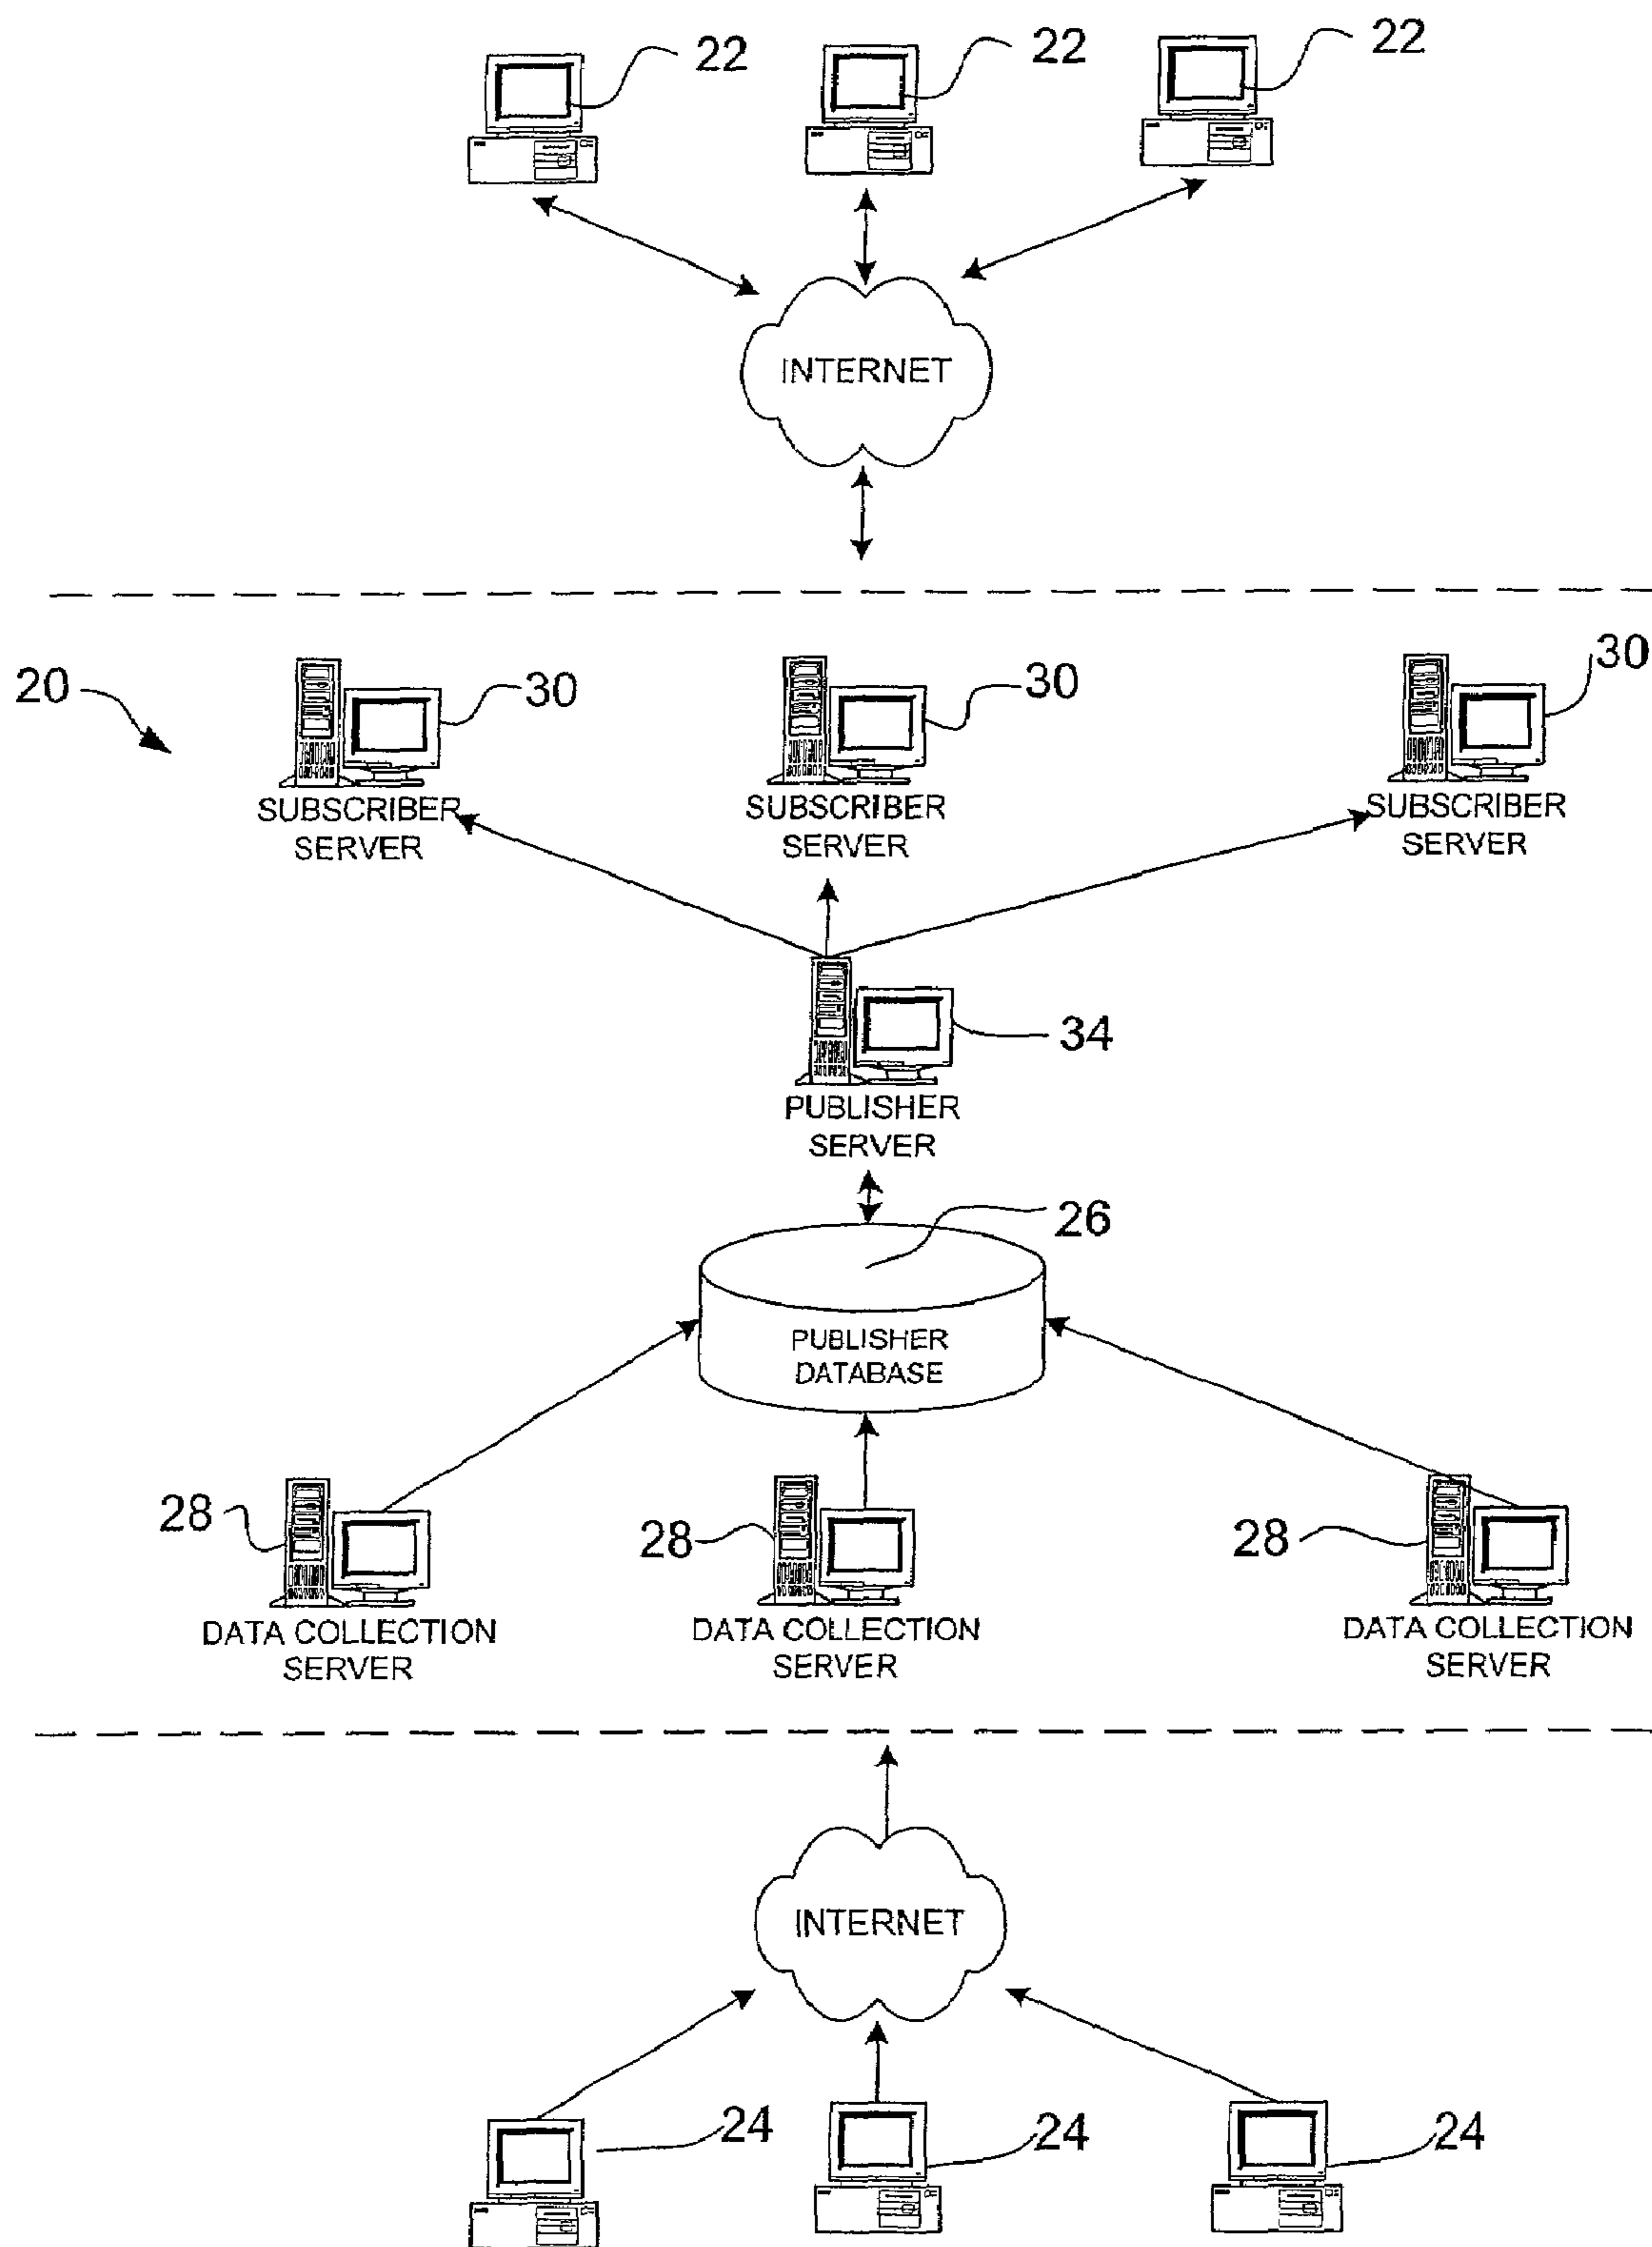 22
22
22
INTERNET
20
30
30
30
SUBSCRIBER
SERVER
SUBSCRIBER
SERVER
SUBSCRIBER
SERVER
34
PUBLISHER
SERVER
26
PUBLISHER
DATABASE
28
28
28
DATA COLLECTION
SERVER
DATA COLLECTION
SERVER
DATA COLLECTION
SERVER
INTERNET
24
24
24